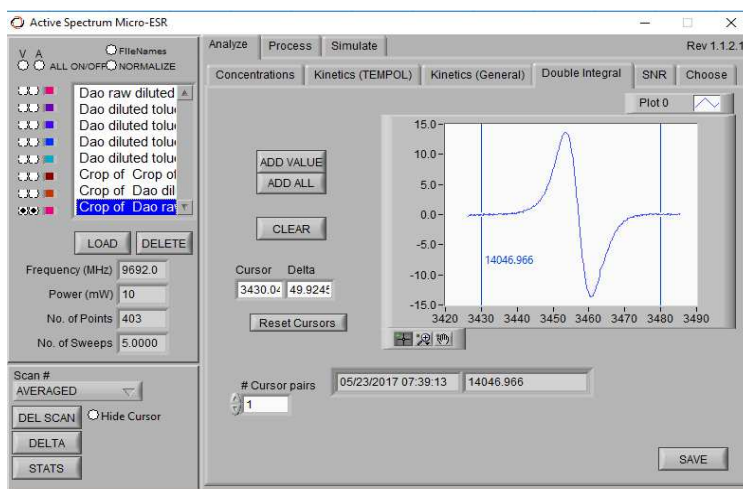 Active Spectrum Micro-ESR
V A FIleNames
ALL ON/OFF NORMALIZE
Dao raw diluted
Dao diluted tolu
Dao diluted tolu
Dao diluted tolu
Dao diluted tolu
Crop of Crop of
Crop of Dao dil
Crop of Dao ra
LOAD DELETE
Frequency (MHz) 9692.0
Power (mW) 10
No. of Points 403
No. of Sweeps 5.0000
Scan #
AVERAGED
DEL SCAN Hide Cursor
DELTA
STATS
Analyze Process Simulate Rev 1.1.2.1
Concentrations Kinetics (TEMPOL) Kinetics (General) Double Integral SNR Choose
Plot 0
ADD VALUE
ADD ALL
CLEAR
Cursor Delta
3430.04 49.9245
Reset Cursors
15.0
10.0
5.0
0.0
-5.0
-10.0
-15.0
14046.966
3420 3430 3440 3450 3460 3470 3480 3490
# Cursor pairs
1
05/23/2017 07:39:13 14046.966
SAVE